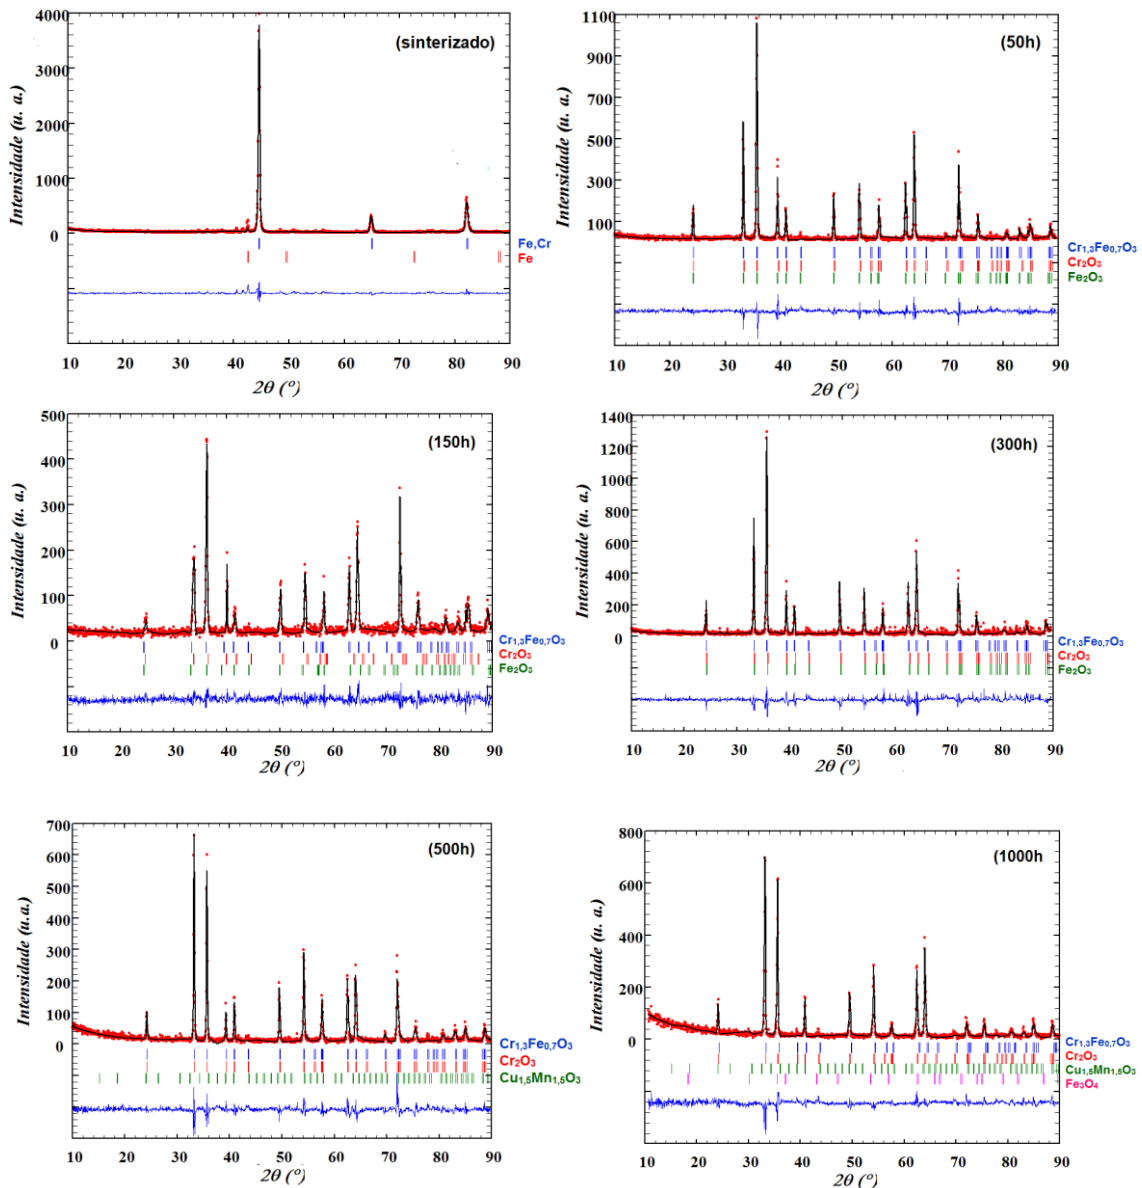 (sinterizado)
Intensidade (u. a.)
4000
3000
2000
1000
0
Fe,Cr
Fe
10 20 30 40 50 60 70 80 90
2θ (°)
(50h)
Intensidade (u. a.)
1100
900
700
500
300
100
Cr1,3Fe0,7O3
Cr2O3
Fe2O3
10 20 30 40 50 60 70 80 90
2θ (°)
(150h)
Intensidade (u. a.)
500
400
300
200
100
0
Cr1,3Fe0,7O3
Cr2O3
Fe2O3
10 20 30 40 50 60 70 80 90
2θ (°)
(300h)
Intensidade (u. a.)
1400
1200
1000
800
600
400
200
0
Cr1,3Fe0,7O3
Cr2O3
Fe2O3
10 20 30 40 50 60 70 80 90
2θ (°)
(500h)
Intensidade (u. a.)
700
600
500
400
300
200
100
0
Cr1,3Fe0,7O3
Cr2O3
Cu1,5Mn1,5O3
10 20 30 40 50 60 70 80 90
2θ (°)
(1000h
Intensidade (u. a.)
800
600
400
200
0
Cr1,3Fe0,7O3
Cr2O3
Cu1,5Mn1,5O3
Fe3O4
10 20 30 40 50 60 70 80 90
2θ (°)